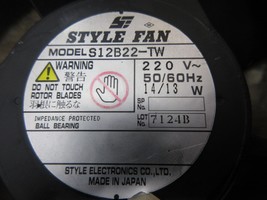 STYLE FAN
MODEL S12B22-TW
WARNING
警告
DO NOT TOUCH
ROTOR BLADES
羽根に触るな
IMPEDANCE PROTECTED
BALL BEARING
220V~
50/60Hz
14/13 W
SP
No
LOT
No 7124B
STYLE ELECTRONICS CO.,LTD.
MADE IN JAPAN